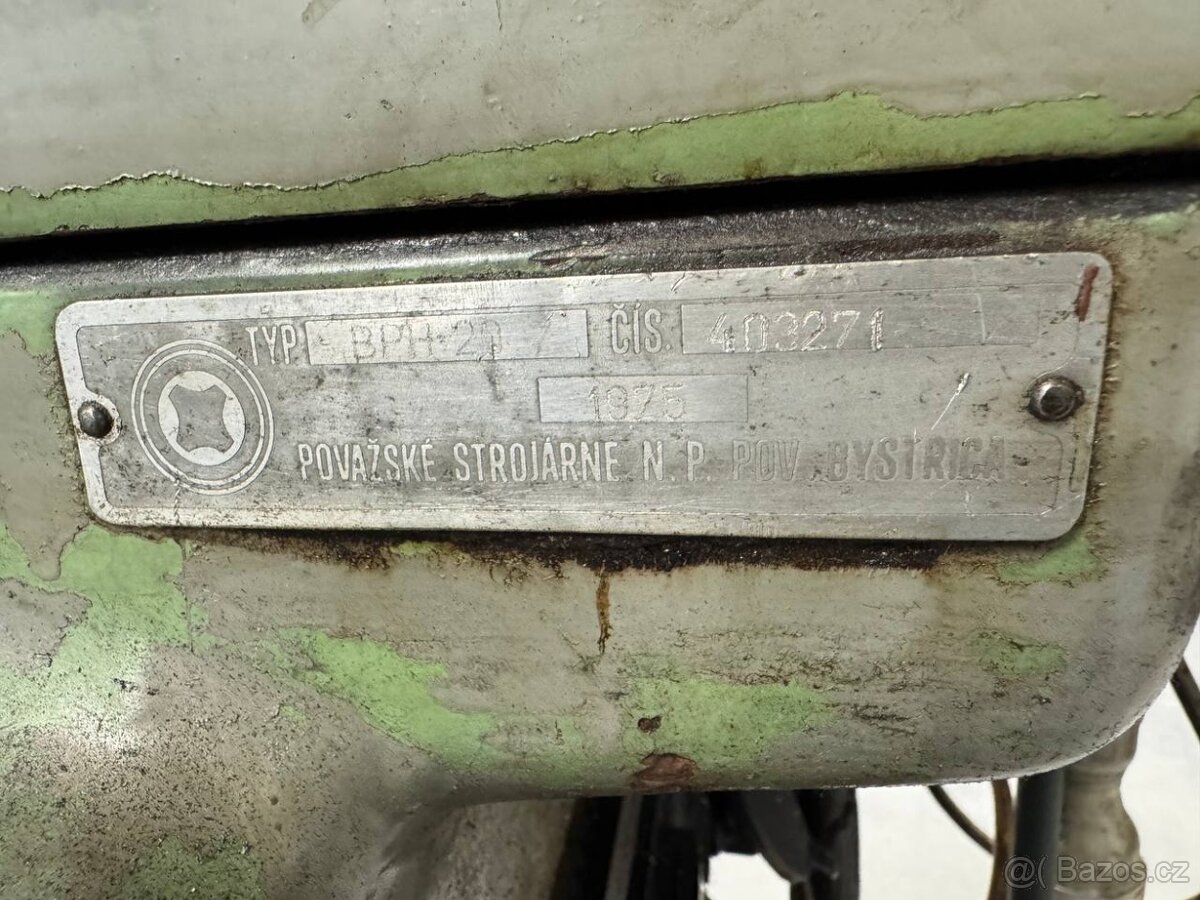 TYP BPH 20 ČÍS. 403271
1975
POVAŽSKÉ STROJÁRNE N. P. POV. BYSTRICA
@( Bazos.cz